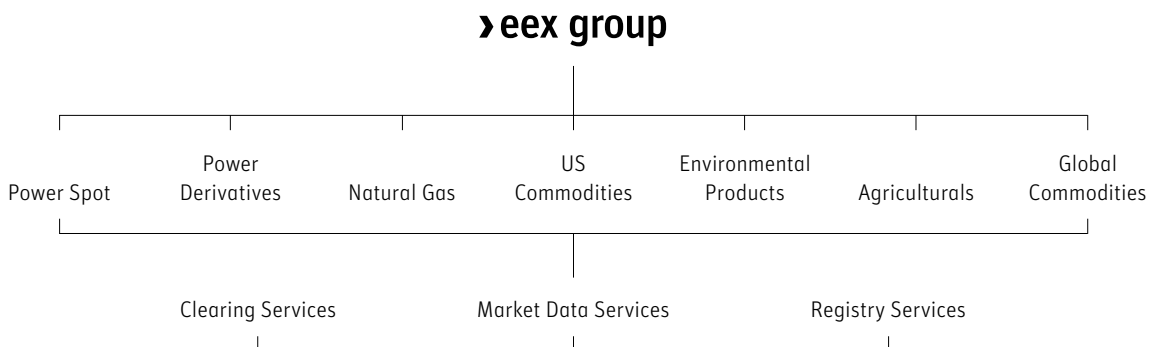 eex group
Power Spot
Power
Derivatives
Natural Gas
US
Commodities
Environmental
Products
Agriculturals
Global
Commodities
Clearing Services
Market Data Services
Registry Services